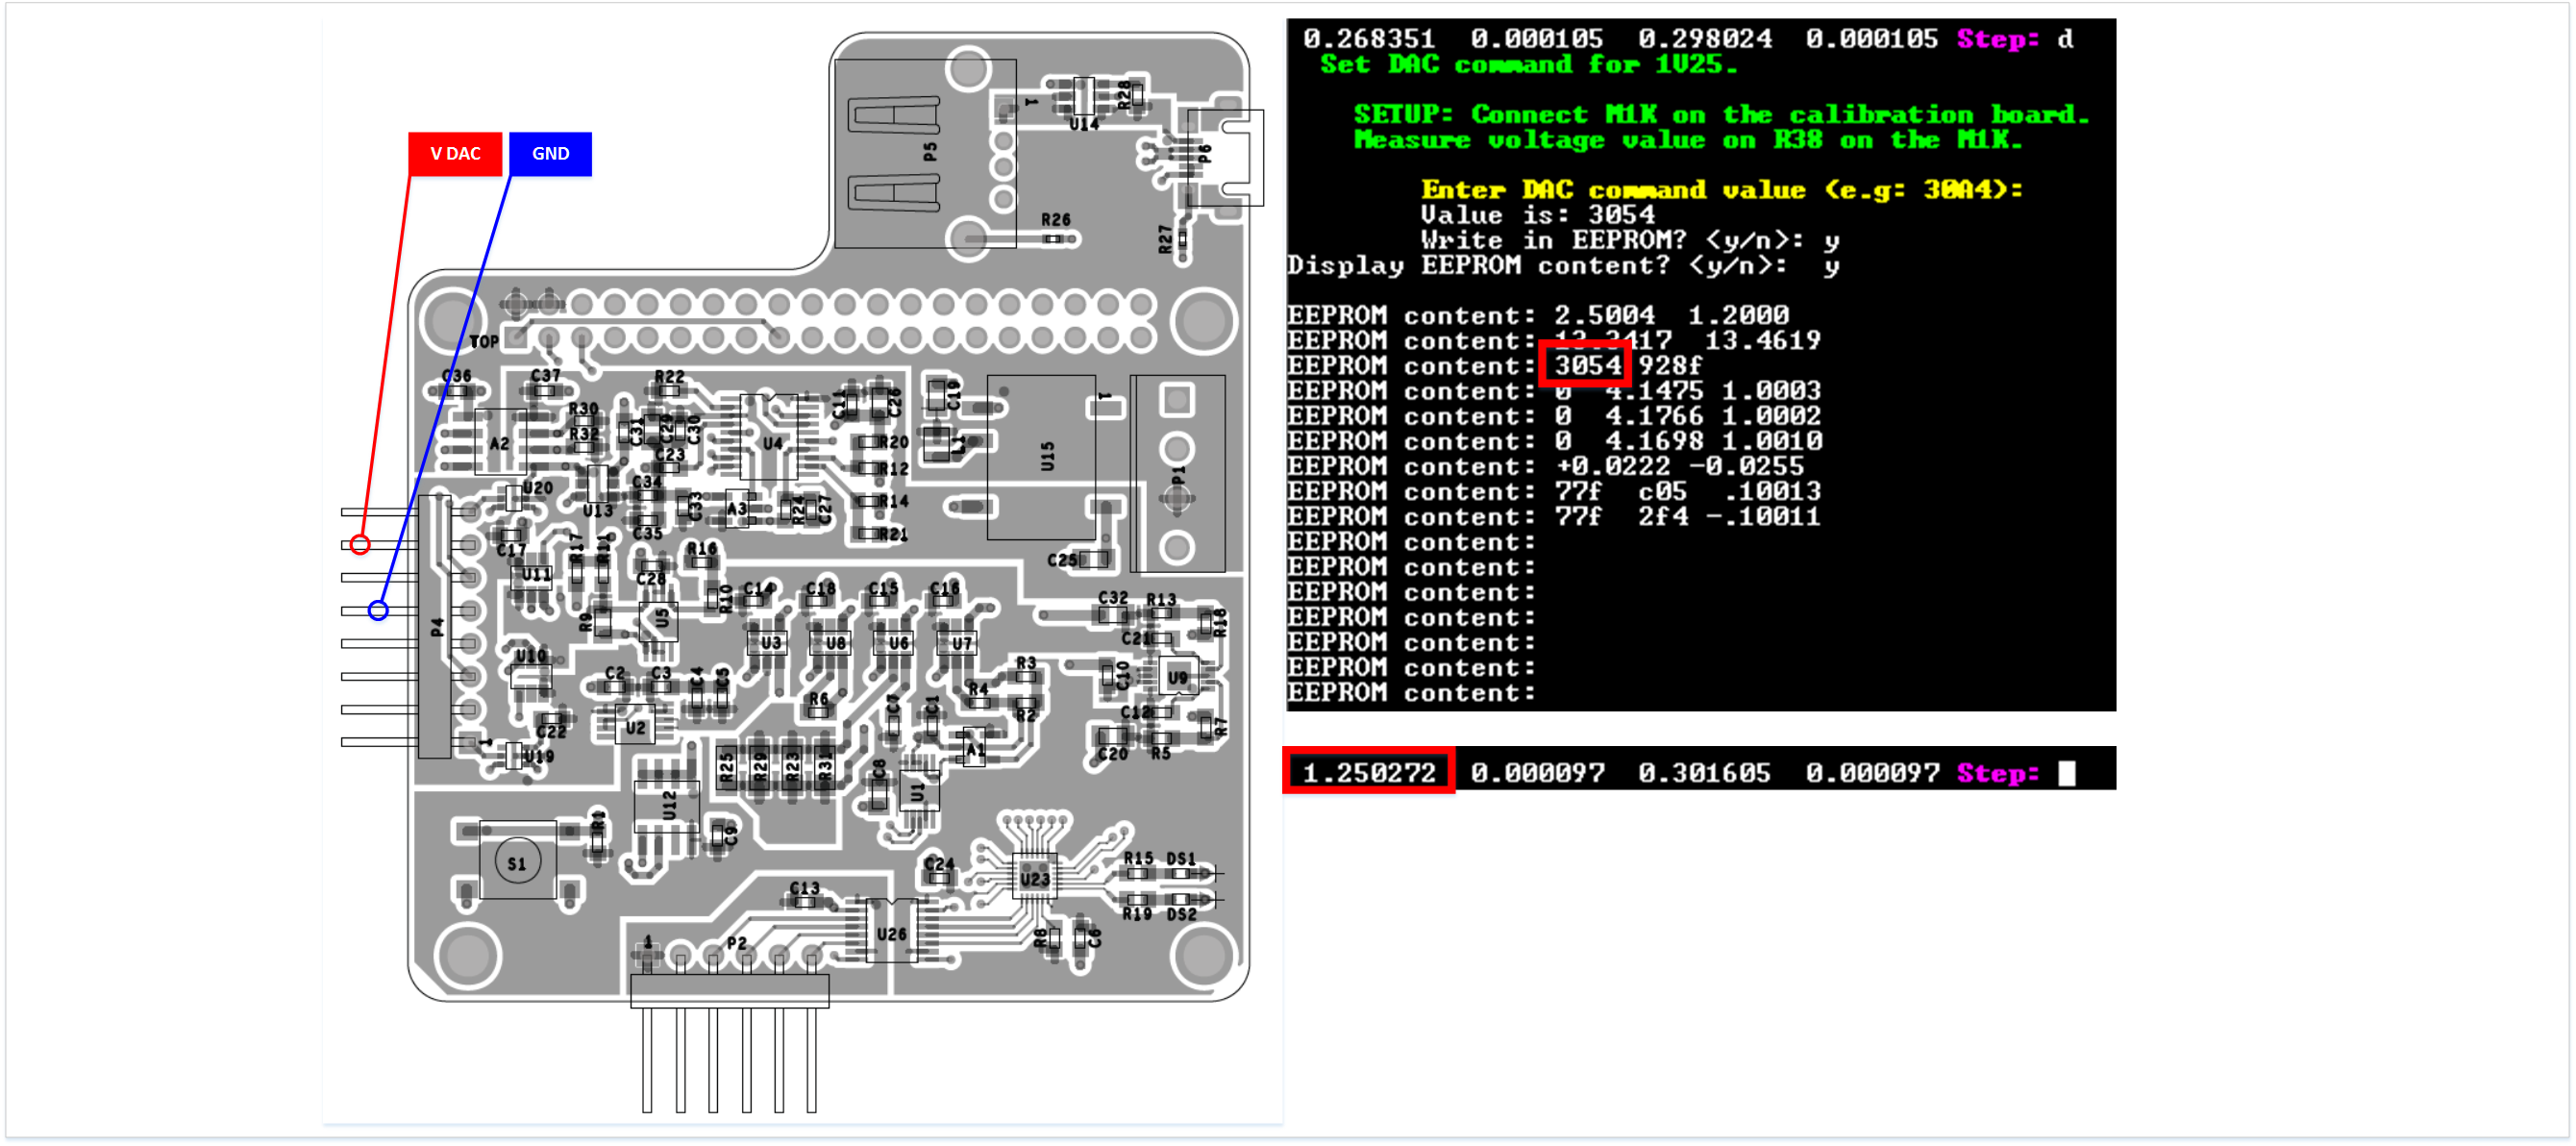 V DAC GND
R28
1
U14
P5
P6
R26
R27
TOP
C36 C37 R22
R30
R32
C31 C29 C30
A2
U4
C11 C26 C19
1
R20
L1
U15
P1
C23
R12
U20
C34
U13
C33
A3
R24 C27
R14
C35
R21
C17
R17 R11
R16
C25
U11
C28
R10
C14 C18 C15 C16
C32 R13
R18
R9
U5
P4
U3 U8 U6 U7
C21
U10
R3
C10
U9
C2 C3 C4 C5
R4
R6
C7 C1
R2
C12
R7
U2
C22
1
U19
A1
C20 R5
R25 R29 R23 R31
C8
U1
U12
R1
C9
S1
C24
U23
R15 DS1
C13
R19 DS2
U26
1
P2
R8 C6
0.268351 0.000105 0.298024 0.000105 Step: d
Set DAC command for 1V25.
SETUP: Connect M1K on the calibration board.
Measure voltage value on R38 on the M1K.
Enter DAC command value (e.g: 30A4):
Value is: 3054
Write in EEPROM? <y/n>: y
Display EEPROM content? <y/n>: y
EEPROM content: 2.5004 1.2000
EEPROM content: 13.3417 13.4619
EEPROM content: 3054 928f
EEPROM content: 0 4.1475 1.0003
EEPROM content: 0 4.1766 1.0002
EEPROM content: 0 4.1698 1.0010
EEPROM content: +0.0222 -0.0255
EEPROM content: 77f c05 .10013
EEPROM content: 77f 2f4 -.10011
EEPROM content:
EEPROM content:
EEPROM content:
EEPROM content:
EEPROM content:
EEPROM content:
EEPROM content:
1.250272 0.000097 0.301605 0.000097 Step: